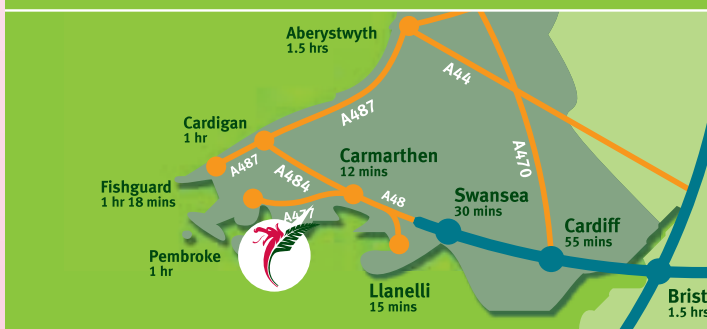 Aberystwyth
1.5 hrs
A44
A487
Cardigan
1 hr
A470
Carmarthen
12 mins
A487
A484
Fishguard
1 hr 18 mins
A48
Swansea
30 mins
A477
Cardiff
55 mins
Pembroke
1 hr
Llanelli
15 mins
Brist
1.5 hrs